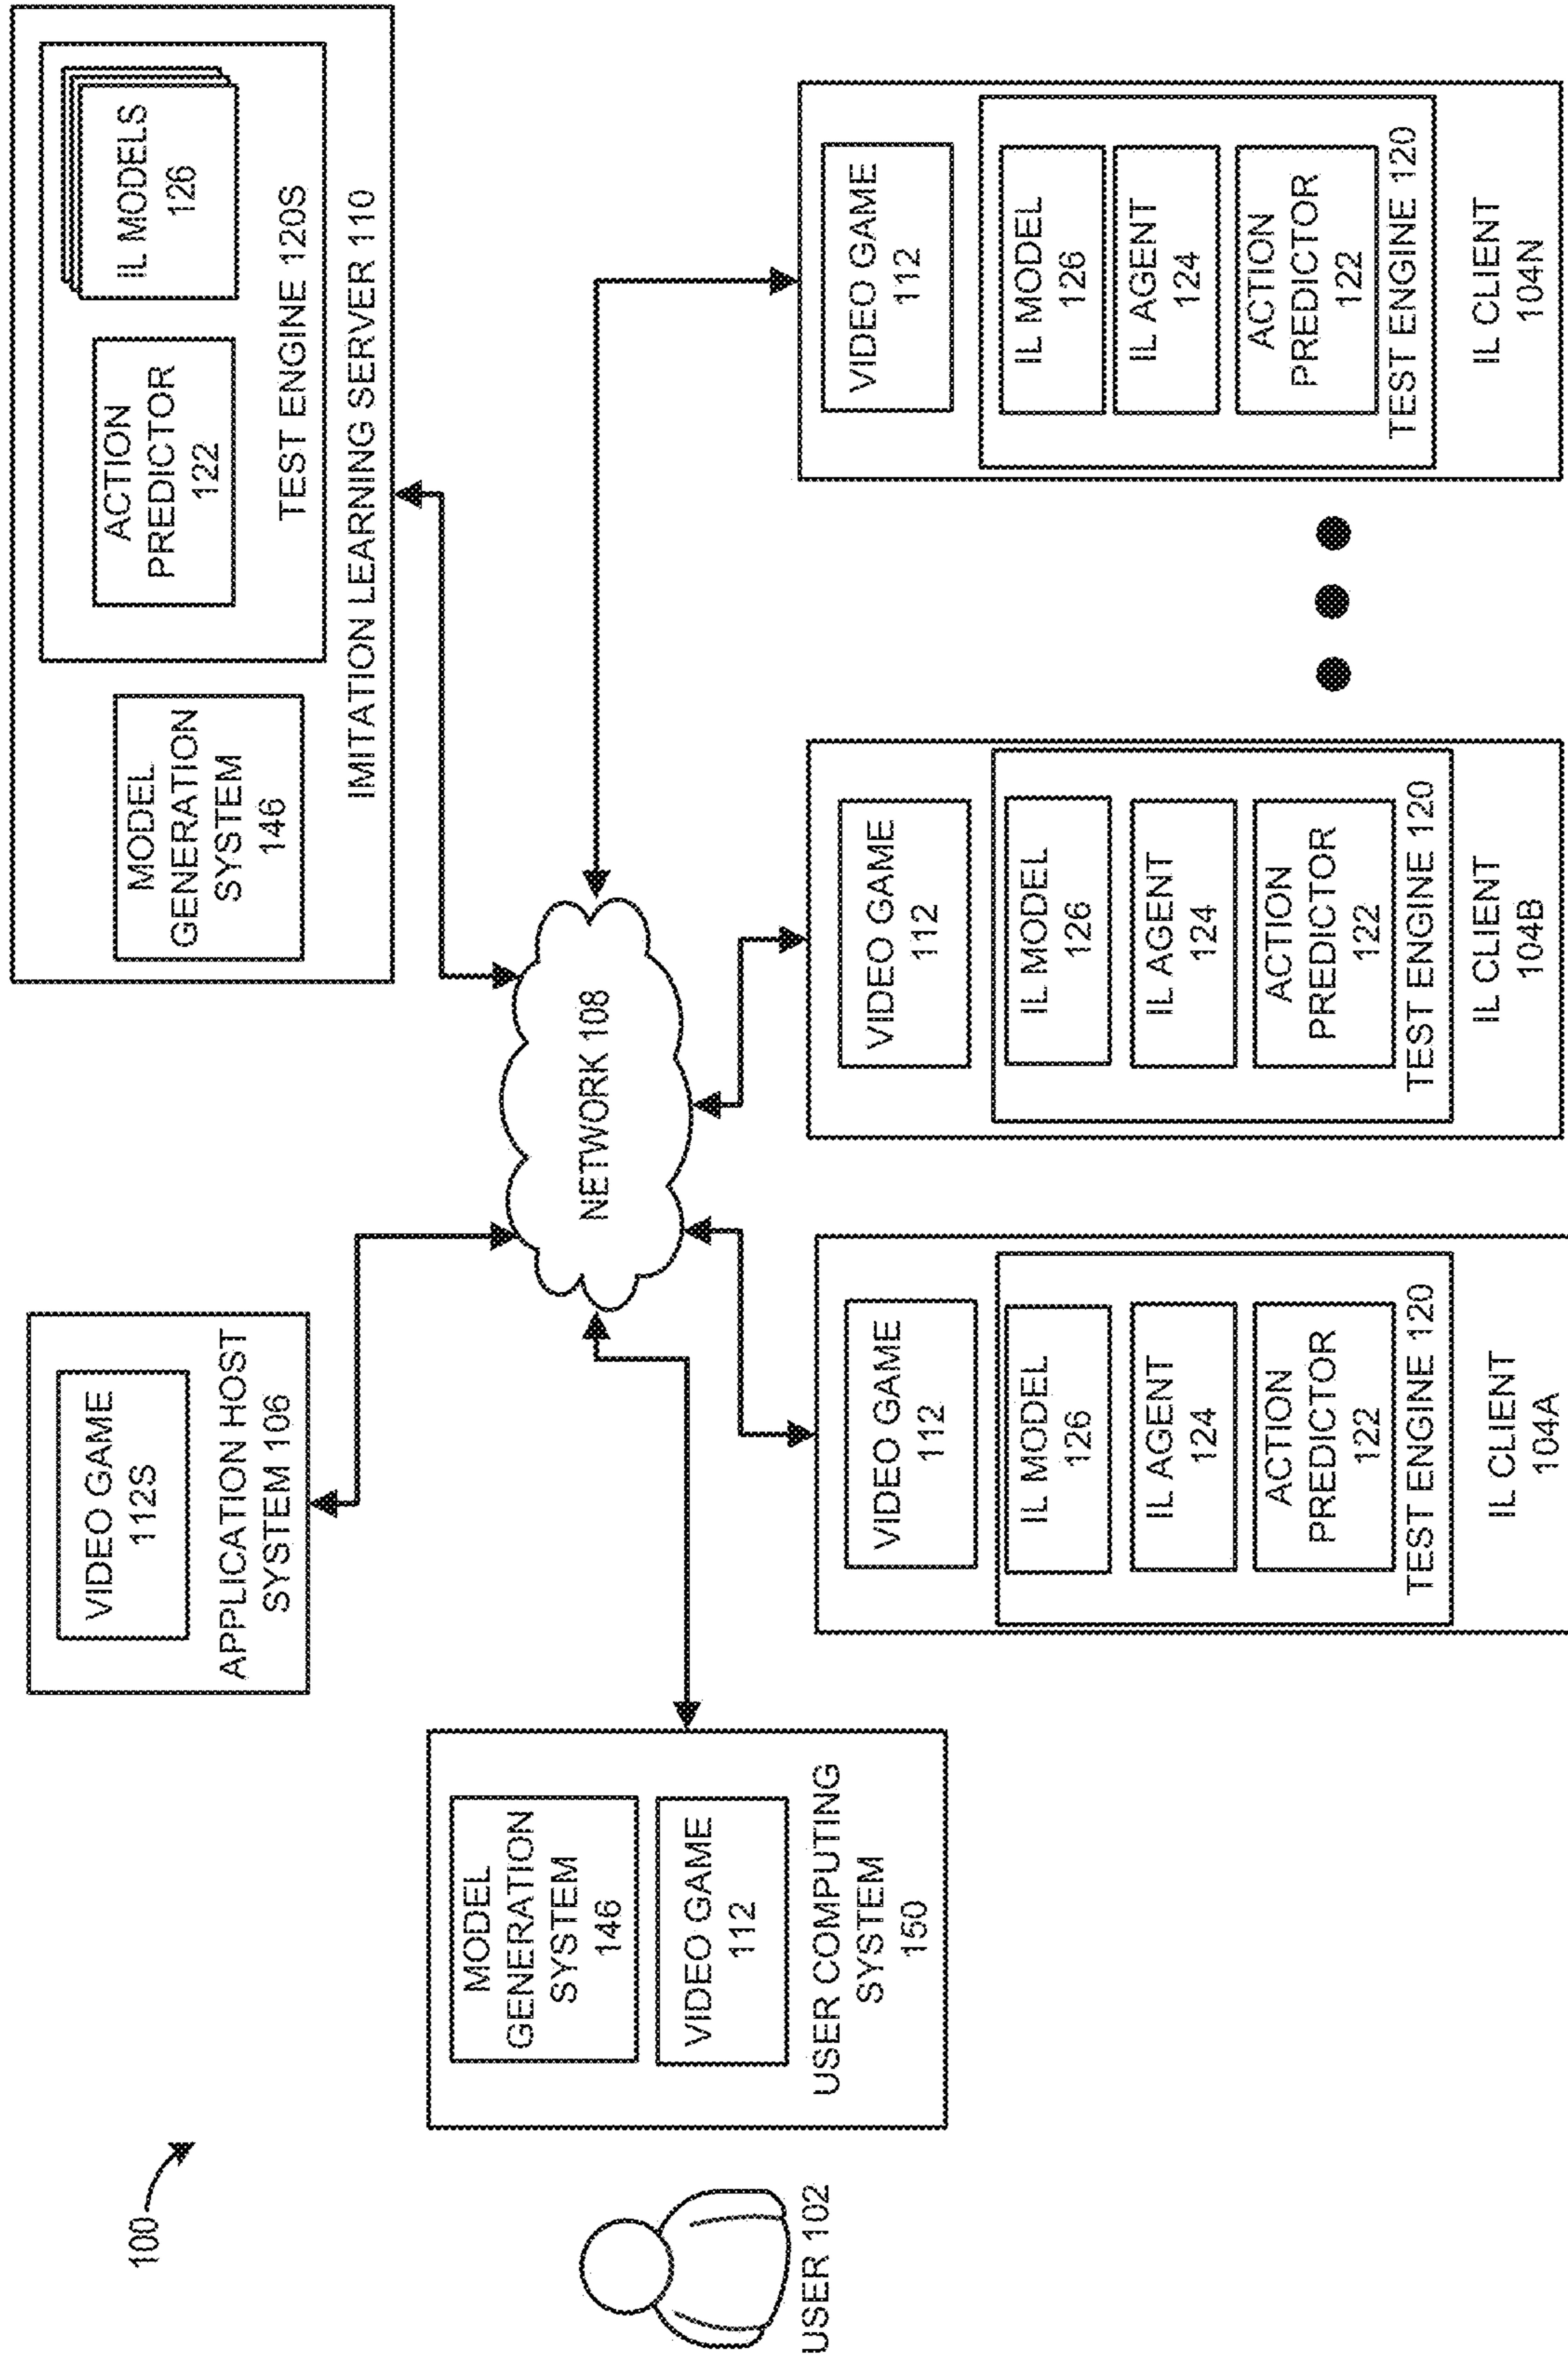 100
USER 102
MODEL
GENERATION
SYSTEM
146
VIDEO GAME
112
USER COMPUTING
SYSTEM
150
VIDEO GAME
112S
APPLICATION HOST
SYSTEM 106
MODEL
GENERATION
SYSTEM
146
ACTION
PREDICTOR
122
IL MODELS
126
TEST ENGINE 120S
IMITATION LEARNING SERVER 110
NETWORK 108
VIDEO GAME
112
IL MODEL
126
IL AGENT
124
ACTION
PREDICTOR
122
TEST ENGINE 120
IL CLIENT
104A
VIDEO GAME
112
IL MODEL
126
IL AGENT
124
ACTION
PREDICTOR
122
TEST ENGINE 120
IL CLIENT
104B
VIDEO GAME
112
IL MODEL
126
IL AGENT
124
ACTION
PREDICTOR
122
TEST ENGINE 120
IL CLIENT
104N